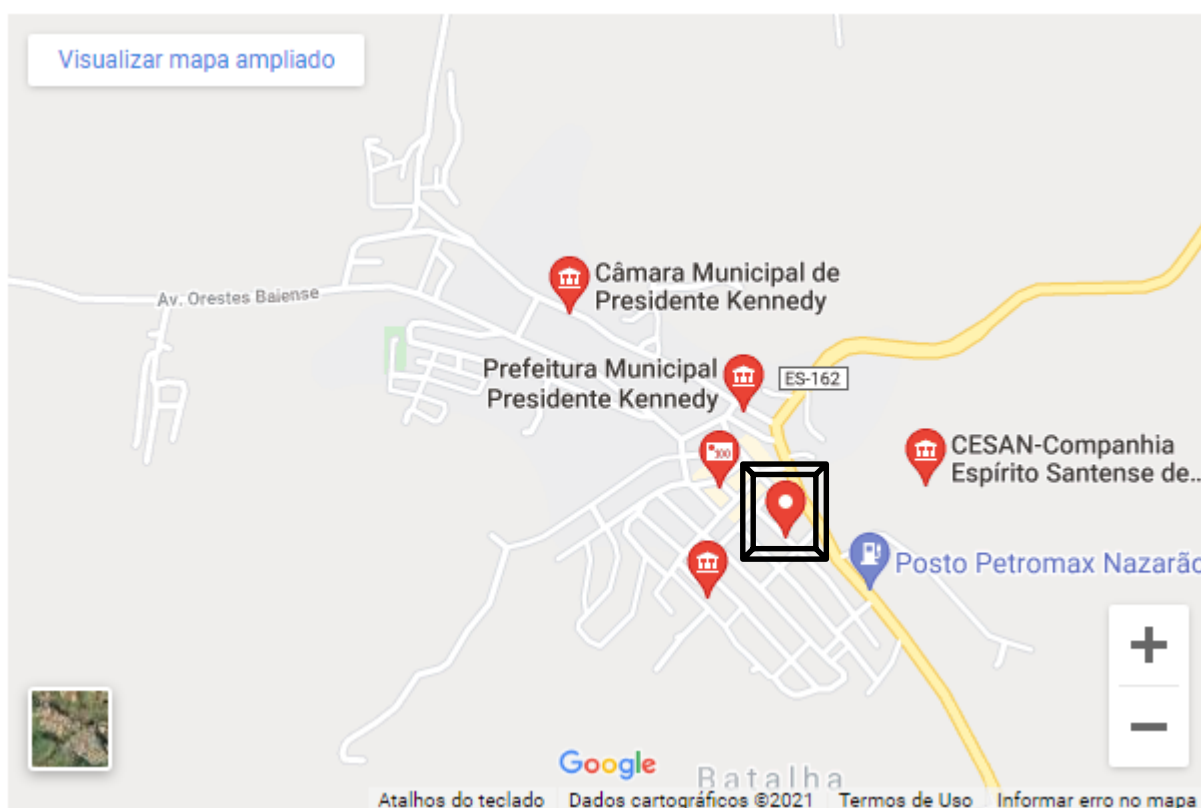 Visualizar mapa ampliado
Câmara Municipal de
Presidente Kennedy
Av. Orestes Baiense
Prefeitura Municipal
Presidente Kennedy
ES-162
CESAN-Companhia
Espírito Santense de...
Posto Petromax Nazarão
+
−
Google
Batalha
Atalhos do teclado Dados cartográficos ©2021 Termos de Uso Informar erro no mapa